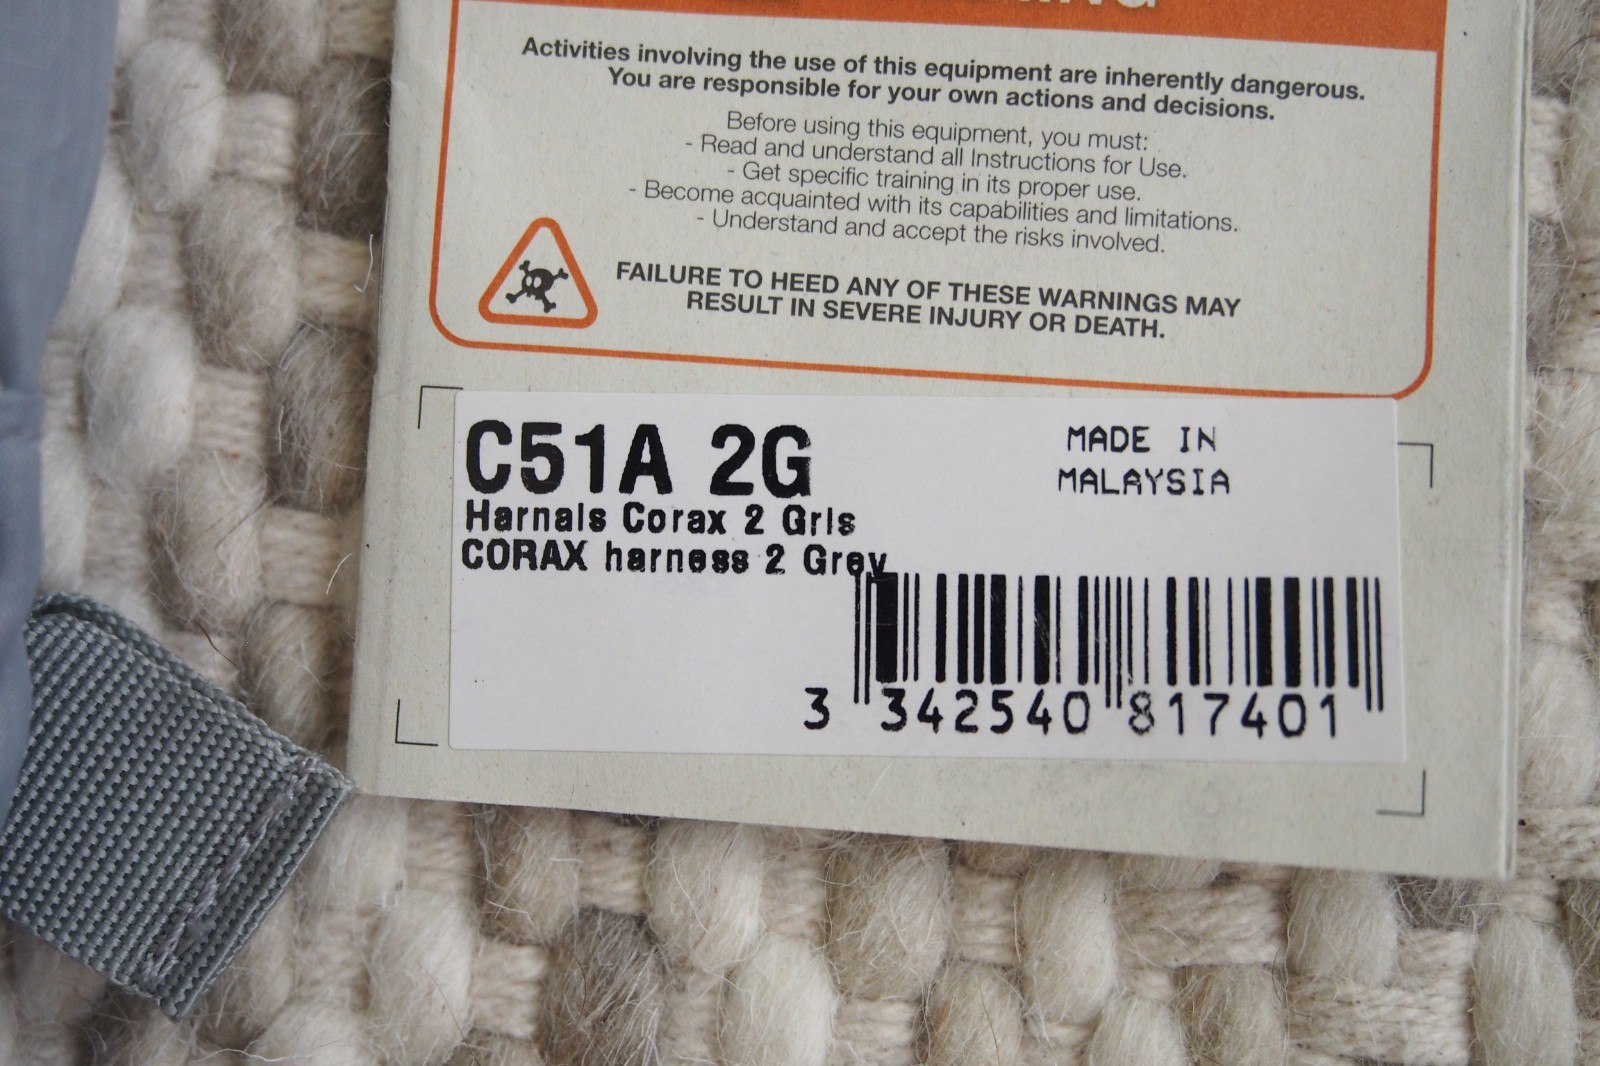 Activities involving the use of this equipment are inherently dangerous.
You are responsible for your own actions and decisions.
Before using this equipment, you must:
- Read and understand all Instructions for Use.
- Get specific training in its proper use.
- Become acquainted with its capabilities and limitations.
- Understand and accept the risks involved.
FAILURE TO HEED ANY OF THESE WARNINGS MAY
RESULT IN SEVERE INJURY OR DEATH.
C51A 2G
MADE IN
MALAYSIA
Harnais Corax 2 Gris
CORAX harness 2 Grey
3 342540 817401